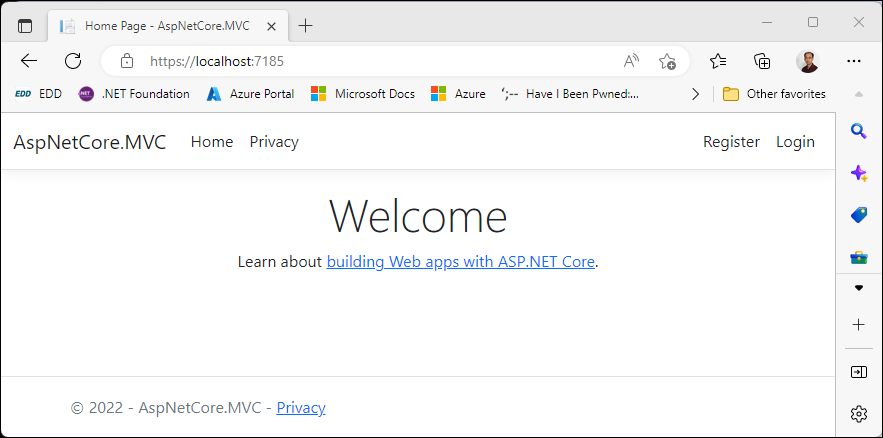 Home Page - AspNetCore.MVC
https://localhost:7185
EDD EDD .NET .NET Foundation Azure Portal Microsoft Docs Azure ';-- Have I Been Pwned:... Other favorites
AspNetCore.MVC Home Privacy Register Login
Welcome
Learn about building Web apps with ASP.NET Core.
© 2022 - AspNetCore.MVC - Privacy